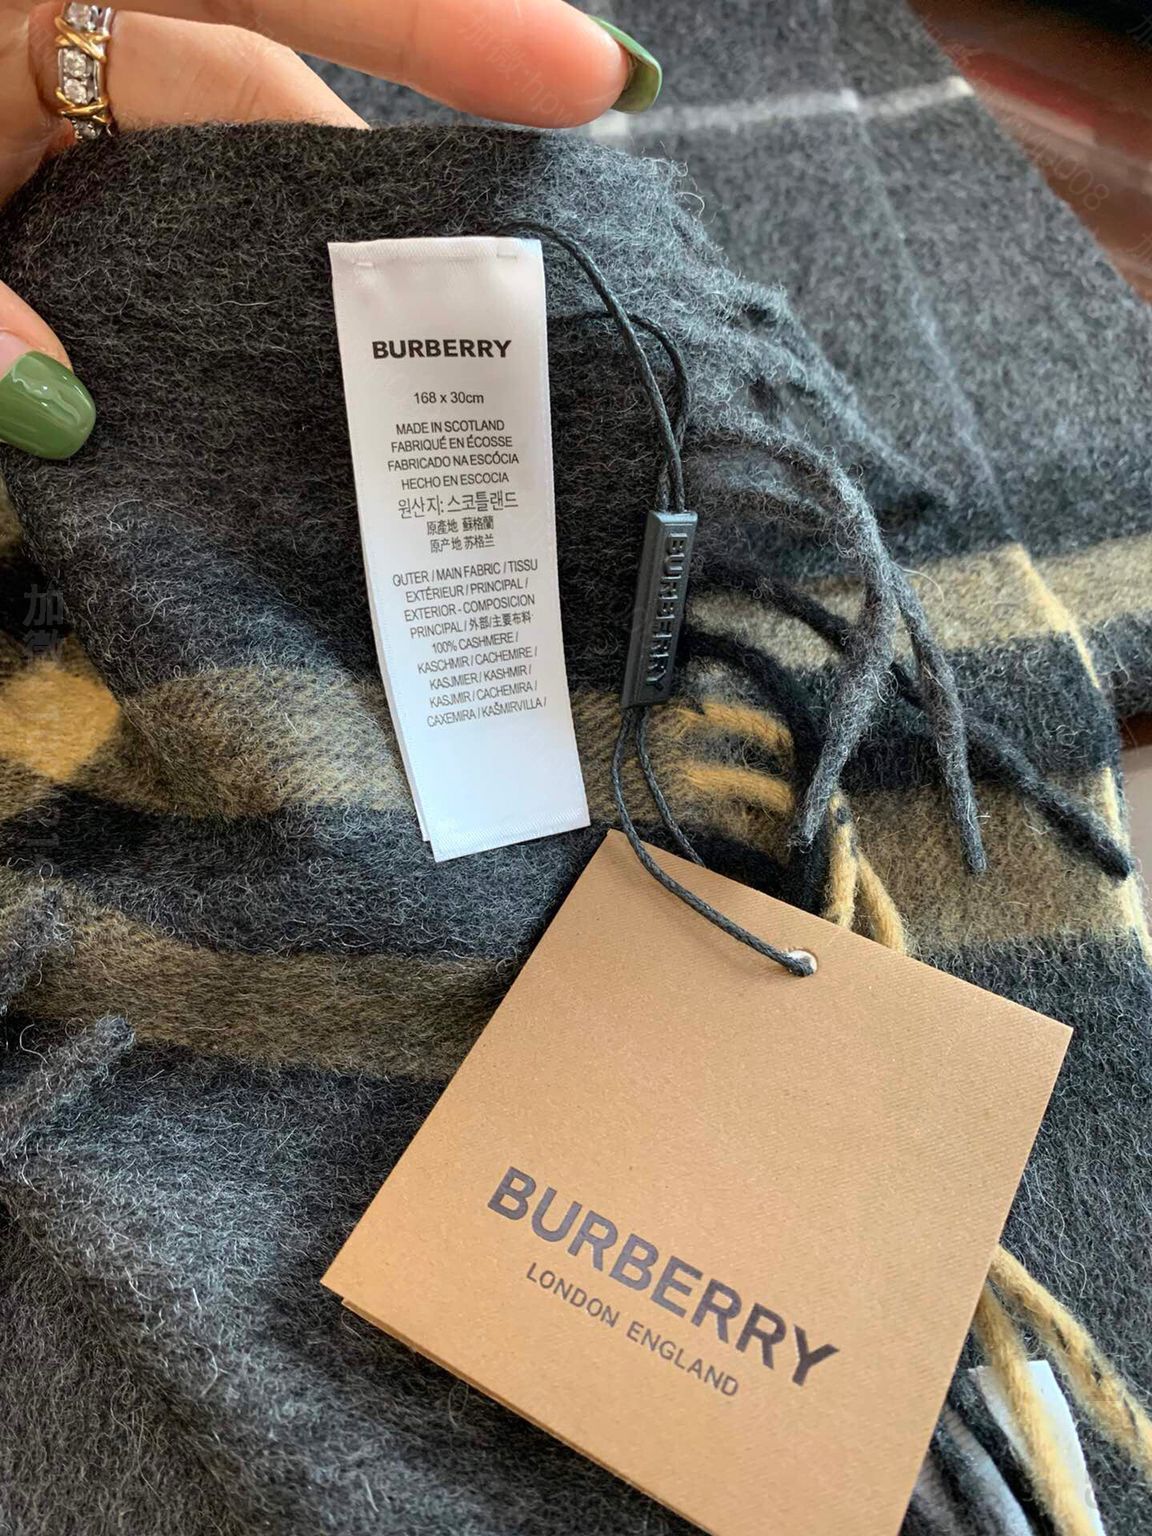 BURBERRY
168 x 30cm
MADE IN SCOTLAND
FABRIQUÉ EN ÉCOSSE
FABRICADO NA ESCÓCIA
HECHO EN ESCOCIA
원산지: 스코틀랜드
原產地 蘇格蘭
原产地 苏格兰
OUTER / MAIN FABRIC / TISSU
EXTÉRIEUR / PRINCIPAL /
EXTERIOR - COMPOSICION
PRINCIPAL / 外部/主要布料
100% CASHMERE /
KASCHMIR / CACHEMIRE /
KASJMIER / KASHMIR /
KASJMIR / CACHEMIRA /
CAXEMIRA / KAŠMIRVILLA /
BURBERRY
BURBERRY
LONDON ENGLAND
加微